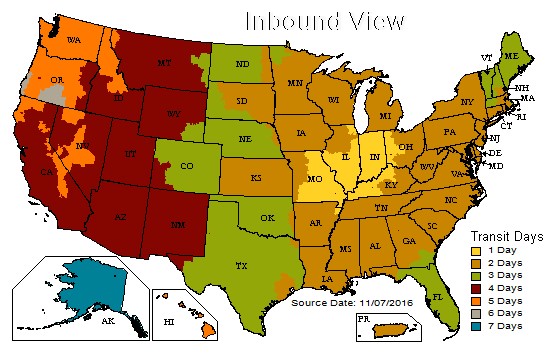 Inbound View
WA
OR
MT
ID
WY
NV
UT
CA
AZ
NM
CO
ND
SD
NE
KS
OK
TX
MN
IA
MO
AR
LA
WI
IL
IN
MI
OH
KY
TN
MS
AL
GA
FL
SC
NC
VA
WV
PA
NY
VT
ME
NH
MA
RI
CT
NJ
DE
MD
AK
HI
PR
Source Date: 11/07/2016
Transit Days
1 Day
2 Days
3 Days
4 Days
5 Days
6 Days
7 Days